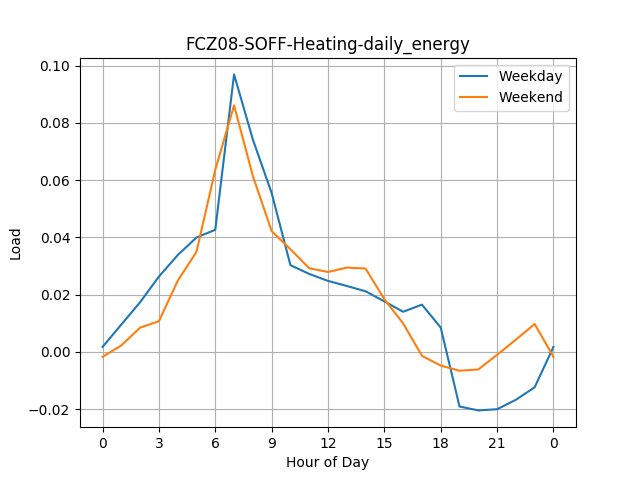 FCZ08-SOFF-Heating-daily_energy
Weekday
Weekend
0.10
0.08
0.06
0.04
0.02
0.00
−0.02
Load
0 3 6 9 12 15 18 21 0
Hour of Day